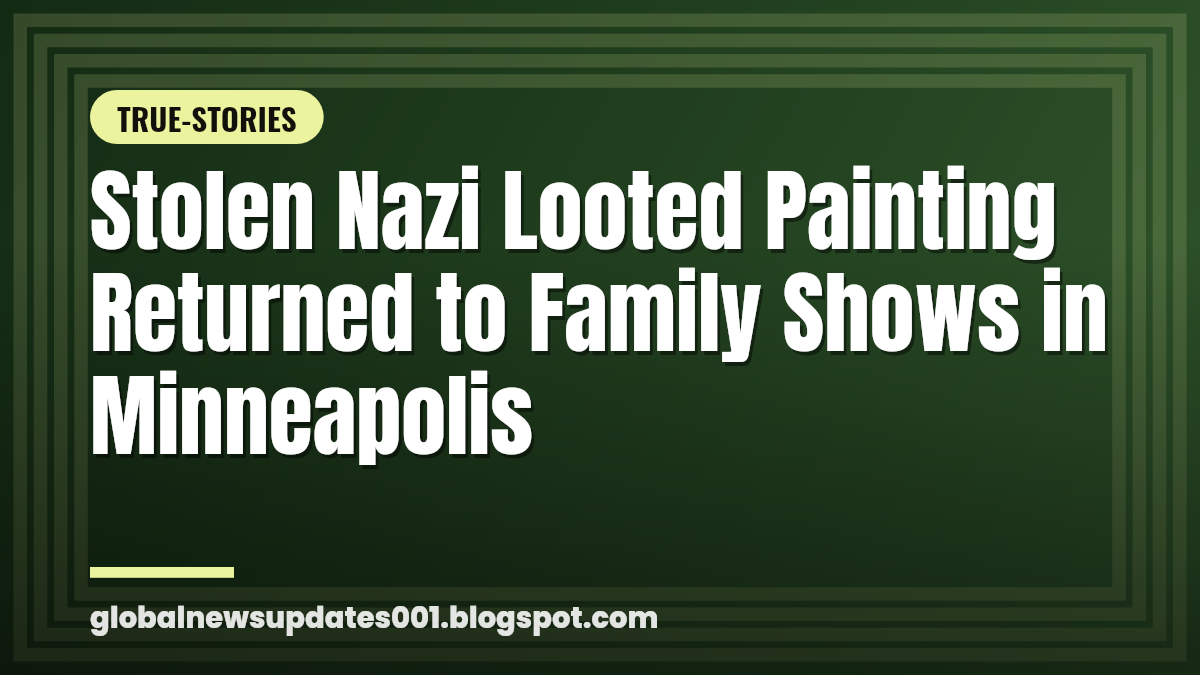 TRUE-STORIES
Stolen Nazi Looted Painting
Returned to Family Shows in
Minneapolis
globalnewsupdates001.blogspot.com